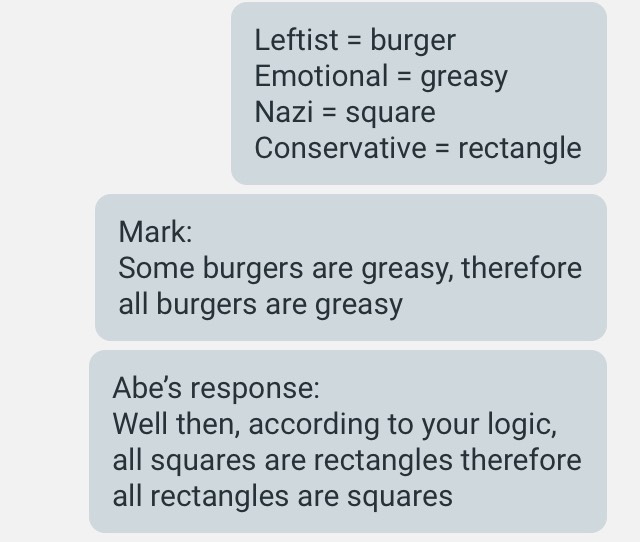 Leftist = burger
Emotional = greasy
Nazi = square
Conservative = rectangle
Mark:
Some burgers are greasy, therefore
all burgers are greasy
Abe’s response:
Well then, according to your logic,
all squares are rectangles therefore
all rectangles are squares